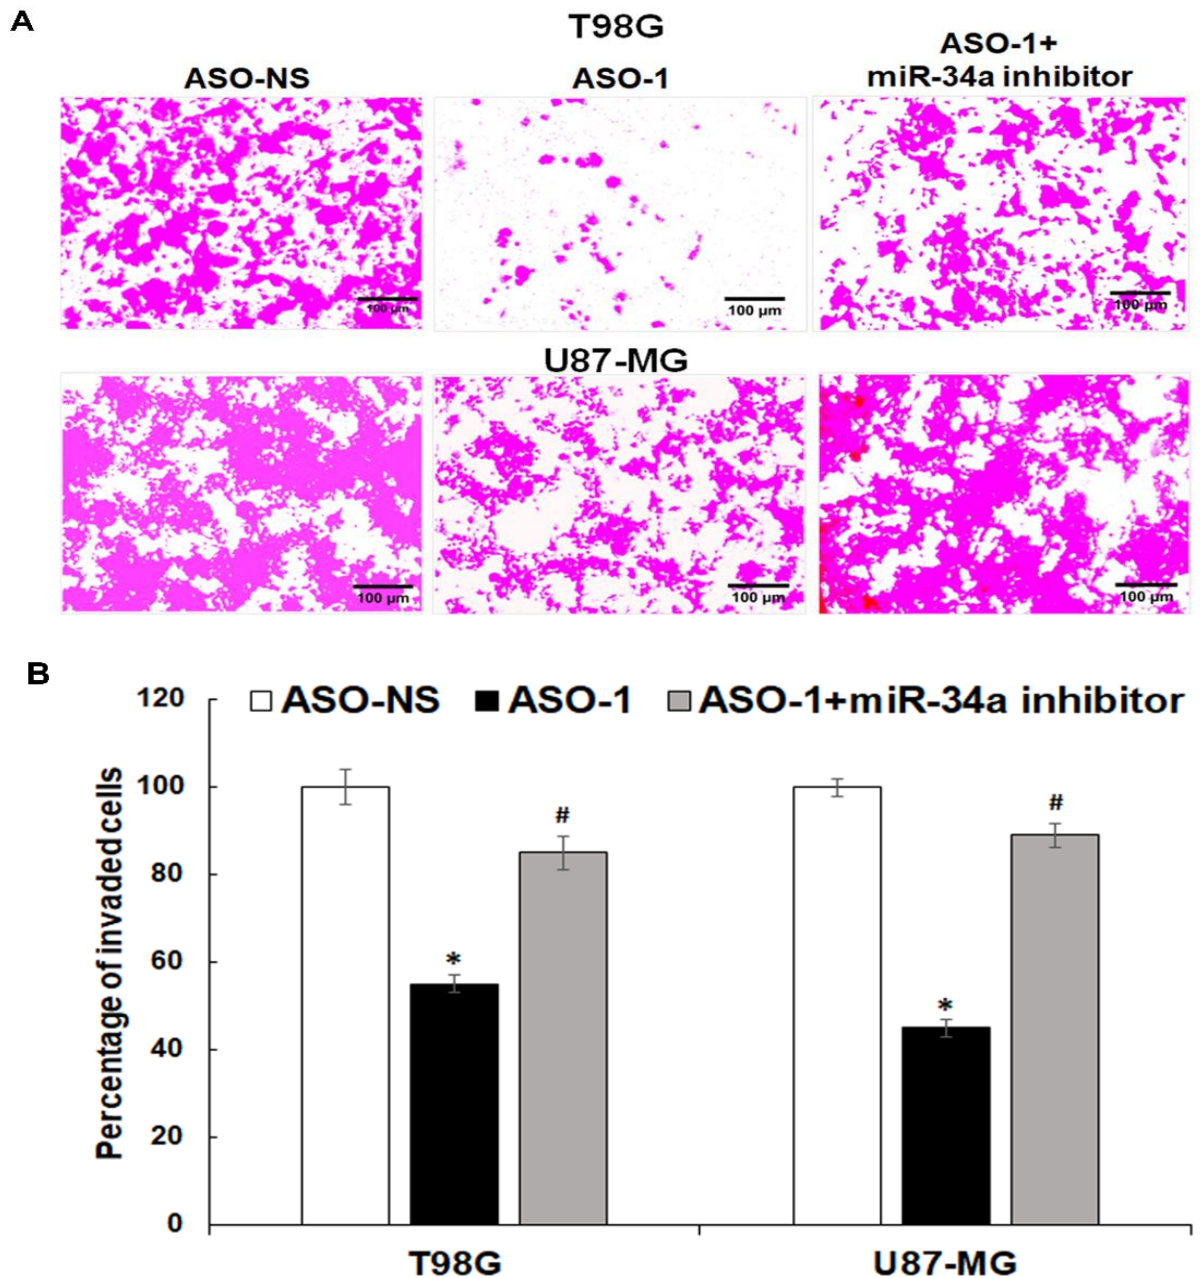 A
T98G
ASO-NS
ASO-1
ASO-1+
miR-34a inhibitor
100 µm
100 µm
100 µm
U87-MG
100 µm
100 µm
100 µm
B
ASO-NS
ASO-1
ASO-1+miR-34a inhibitor
Percentage of invaded cells
120
100
80
60
40
20
0
*
#
*
#
T98G
U87-MG